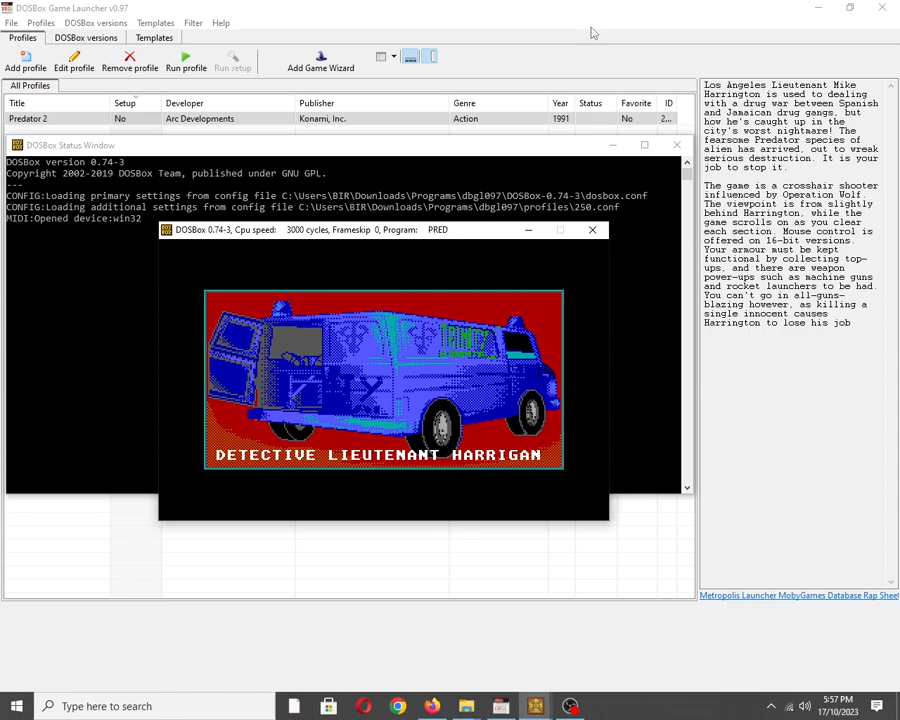 DOSBox Game Launcher v0.97
File Profiles DOSBox versions Templates Filter Help
Profiles DOSBox versions Templates
Add profile Edit profile Remove profile Run profile Run setup Add Game Wizard
All Profiles
Title Setup Developer Publisher Genre Year Status Favorite ID
Predator 2 No Arc Developments Konami, Inc. Action 1991 No 2...
DOSBox Status Window
DOSBox version 0.74-3
Copyright 2002-2019 DOSBox Team, published under GNU GPL.
---
CONFIG:Loading primary settings from config file C:\Users\BIR\Downloads\Programs\dbgl097\DOSBox-0.74-3\dosbox.conf
CONFIG:Loading additional settings from config file C:\Users\BIR\Downloads\Programs\dbgl097\profiles\250.conf
MIDI:Opened device:win32
DOSBox 0.74-3, Cpu speed: 3000 cycles, Frameskip 0, Program: PRED
DETECTIVE LIEUTENANT HARRIGAN
Los Angeles Lieutenant Mike
Harrington is used to dealing
with a drug war between Spanish
and Jamaican drug gangs, but
how he's caught up in the
city's worst nightmare! The
fearsome Predator species of
alien has arrived, out to wreak
serious destruction. It is your
job to stop it.
The game is a crosshair shooter
influenced by Operation Wolf.
The viewpoint is from slightly
behind Harrington, while the
game scrolls on as you clear
each section. Mouse control is
offered on 16-bit versions.
Your armour must be kept
functional by collecting top-
ups, and there are weapon
power-ups such as machine guns
and rocket launchers to be had.
You can't go in all-guns-
blazing however, as killing a
single innocent causes
Harrington to lose his job
Metropolis Launcher MobyGames Database Rap Sheet
Type here to search
5:57 PM
17/10/2023